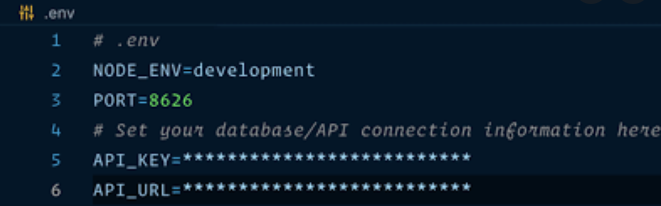 .env
1 # .env
2 NODE_ENV=development
3 PORT=8626
4 # Set your database/API connection information here
5 API_KEY=**************************
6 API_URL=**************************